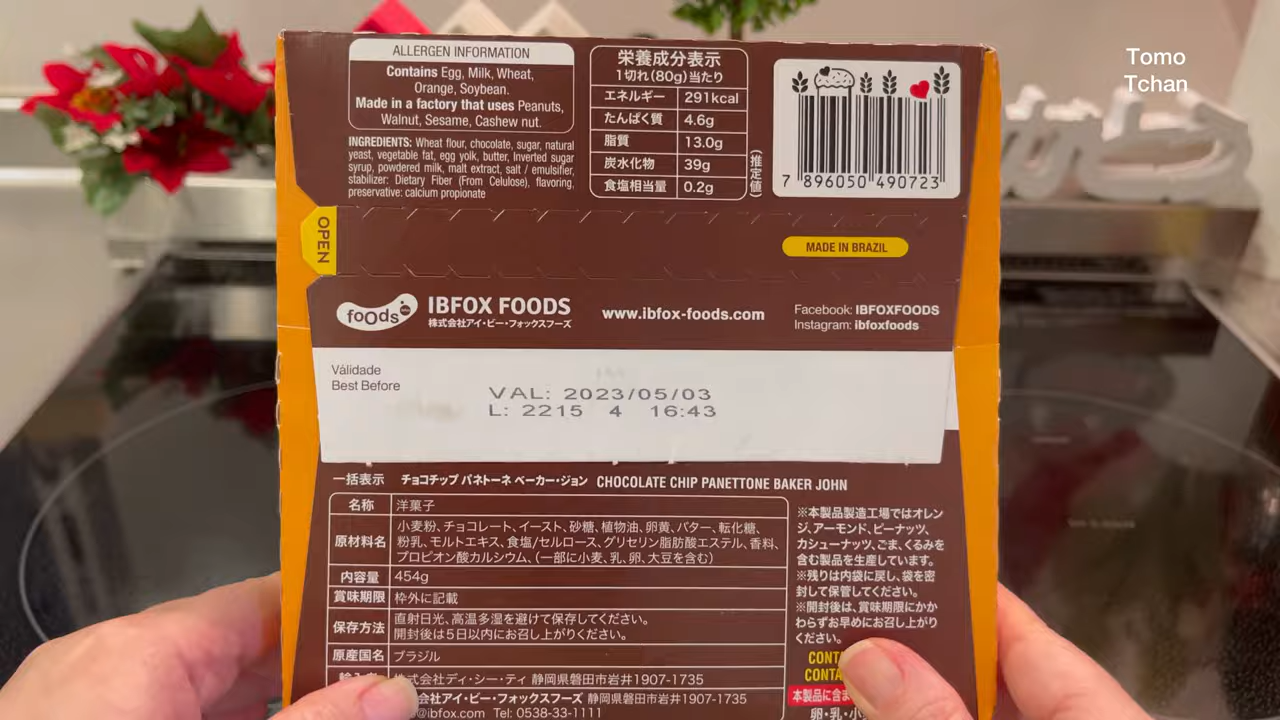 Tomo
Tchan
ALLERGEN INFORMATION
Contains Egg, Milk, Wheat,
Orange, Soybean.
Made in a factory that uses Peanuts,
Walnut, Sesame, Cashew nut.
INGREDIENTS: Wheat flour, chocolate, sugar, natural
yeast, vegetable fat, egg yolk, butter, Inverted sugar
syrup, powdered milk, malt extract, salt / emulsifier,
stabilizer: Dietary Fiber (From Celulose), flavoring,
preservative: calcium propionate
栄養成分表示
1切れ(80g)当たり
エネルギー 291kcal
たんぱく質 4.6g
脂質 13.0g
炭水化物 39g
食塩相当量 0.2g
(推定値)
7 896050 490723
OPEN
MADE IN BRAZIL
foods
IBFOX FOODS
株式会社アイ・ビー・フォックスフーズ
www.ibfox-foods.com
Facebook: IBFOXFOODS
Instagram: ibfoxfoods
Válidade
Best Before
VAL: 2023/05/03
L: 2215 4 16:43
一括表示 チョコチップ パネトーネ ベーカー・ジョン CHOCOLATE CHIP PANETTONE BAKER JOHN
名称 洋菓子
原材料名 小麦粉、チョコレート、イースト、砂糖、植物油、卵黄、バター、転化糖、
粉乳、モルトエキス、食塩/セルロース、グリセリン脂肪酸エステル、香料、
プロピオン酸カルシウム、(一部に小麦、乳、卵、大豆を含む)
内容量 454g
賞味期限 枠外に記載
保存方法 直射日光、高温多湿を避けて保存してください。
開封後は5日以内にお召し上がりください。
原産国名 ブラジル
株式会社ディ・シー・ティ 静岡県磐田市岩井1907-1735
会社アイ・ビー・フォックスフーズ 静岡県磐田市岩井1907-1735
@ibfox.com Tel: 0538-33-1111
※本製品製造工場ではオレン
ジ、アーモンド、ピーナッツ、
カシューナッツ、ごま、くるみを
含む製品を生産しています。
※残りは内袋に戻し、袋を密
封して保管してください。
※開封後は、賞味期限にかか
わらずお早めにお召し上がり
ください。
CONTA
CONTA
本製品に含ま
卵・乳・小